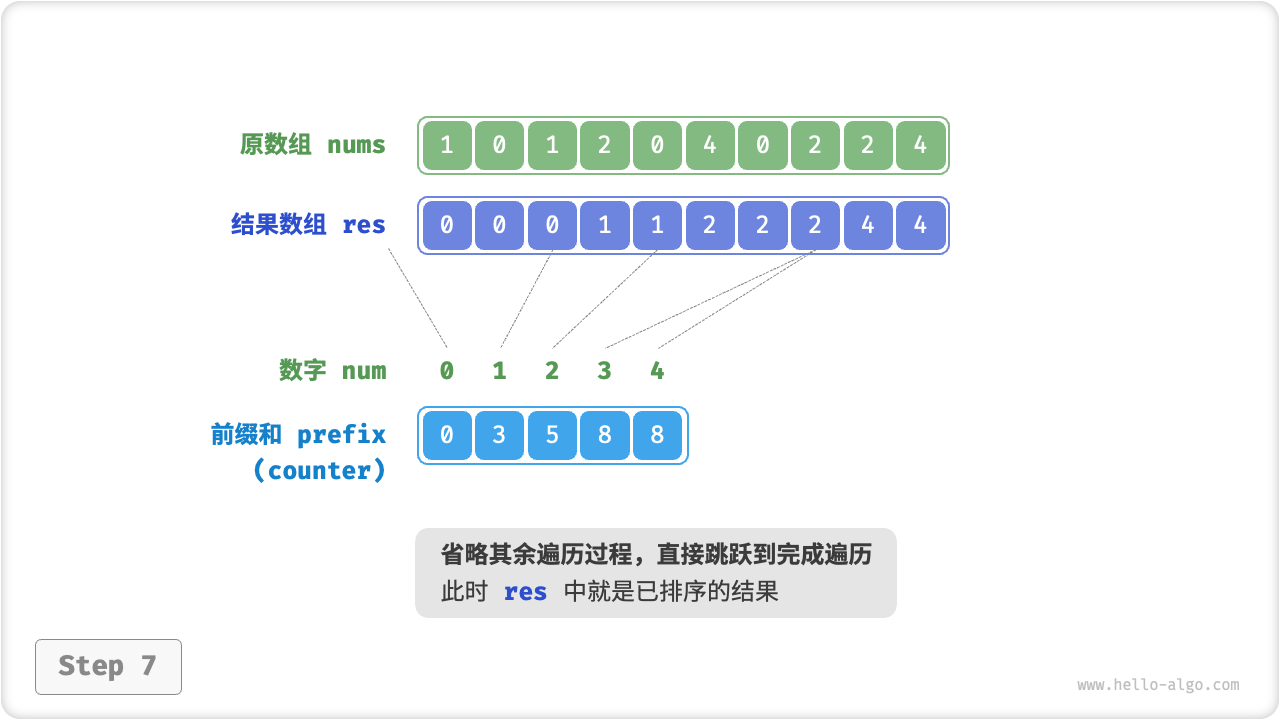 原数组 nums 1 0 1 2 0 4 0 2 2 4
结果数组 res 0 0 0 1 1 2 2 2 4 4
数字 num 0 1 2 3 4
前缀和 prefix 0 3 5 8 8
(counter)
省略其余遍历过程，直接跳跃到完成遍历
此时 res 中就是已排序的结果
Step 7
www.hello-algo.com